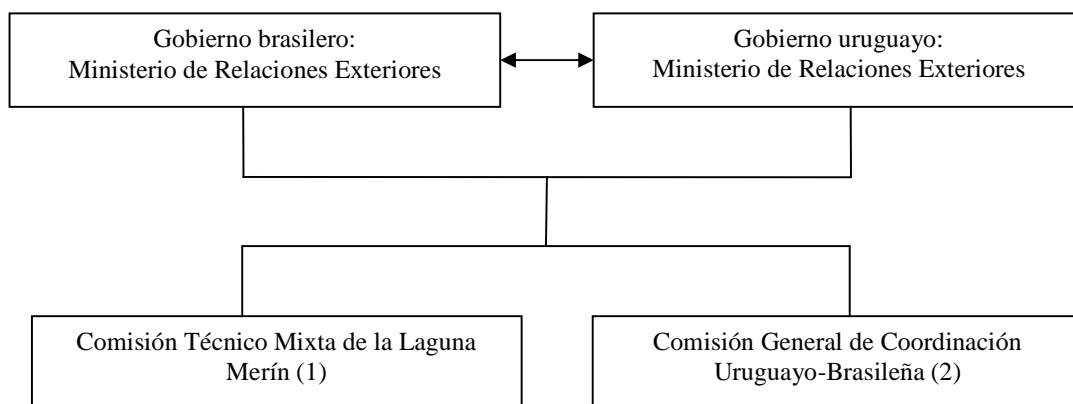 Gobierno brasilero:
Ministerio de Relaciones Exteriores
Gobierno uruguayo:
Ministerio de Relaciones Exteriores
Comisión Técnico Mixta de la Laguna
Merín (1)
Comisión General de Coordinación
Uruguayo-Brasileña (2)